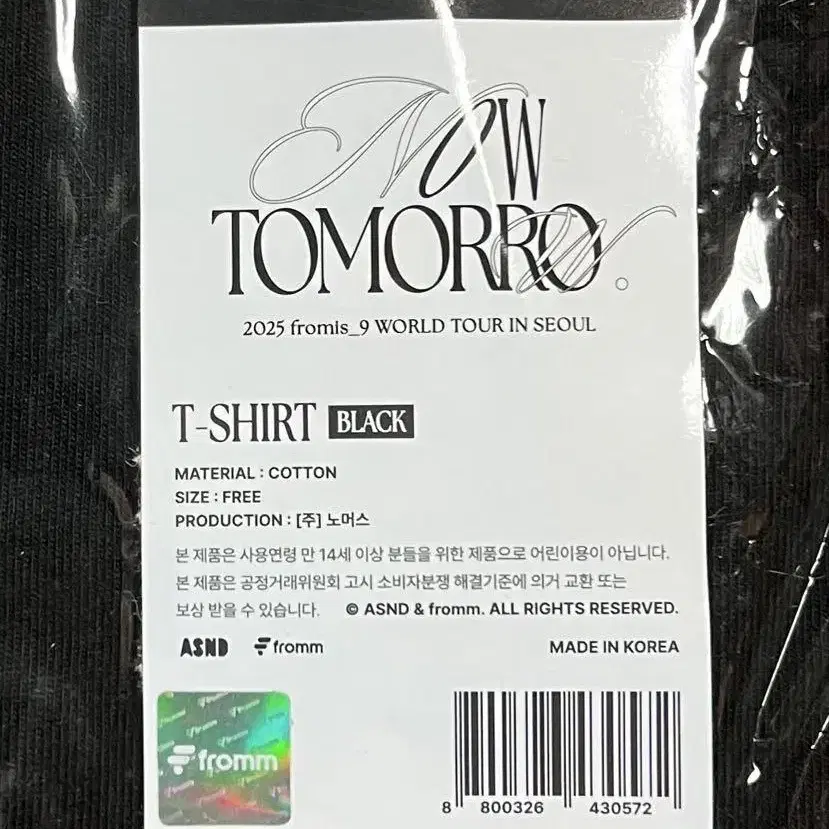 NOW
TOMORROW.
2025 fromis_9 WORLD TOUR IN SEOUL
T-SHIRT BLACK
MATERIAL : COTTON
SIZE : FREE
PRODUCTION : [주] 노머스
본 제품은 사용연령 만 14세 이상 분들을 위한 제품으로 어린이용이 아닙니다.
본 제품은 공정거래위원회 고시 소비자분쟁 해결기준에 의거 교환 또는
보상 받을 수 있습니다. © ASND & fromm. ALL RIGHTS RESERVED.
ASND fromm MADE IN KOREA
fromm
8 800326 430572